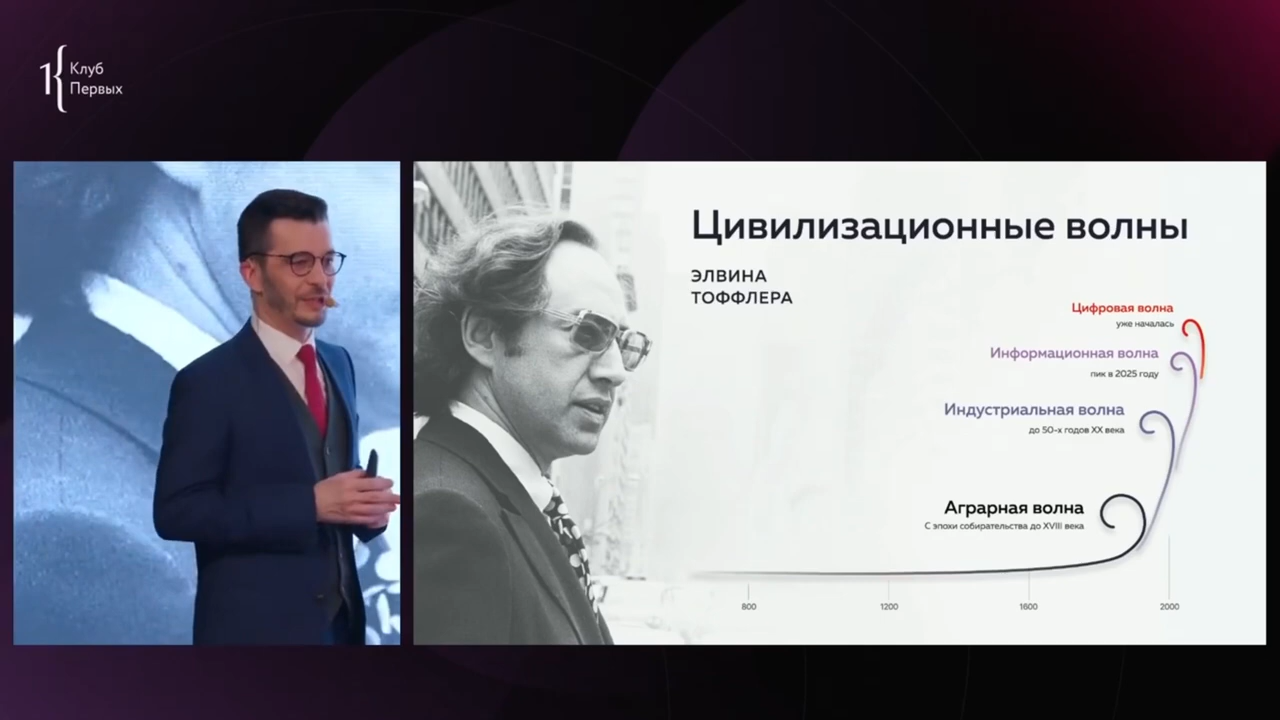 Клуб
Первых
Цивилизационные волны
ЭЛВИНА
ТОФФЛЕРА
Цифровая волна
уже началась
Информационная волна
пик в 2025 году
Индустриальная волна
до 50-х годов XX века
Аграрная волна
С эпохи собирательства до XVIII века
800
1200
1600
2000